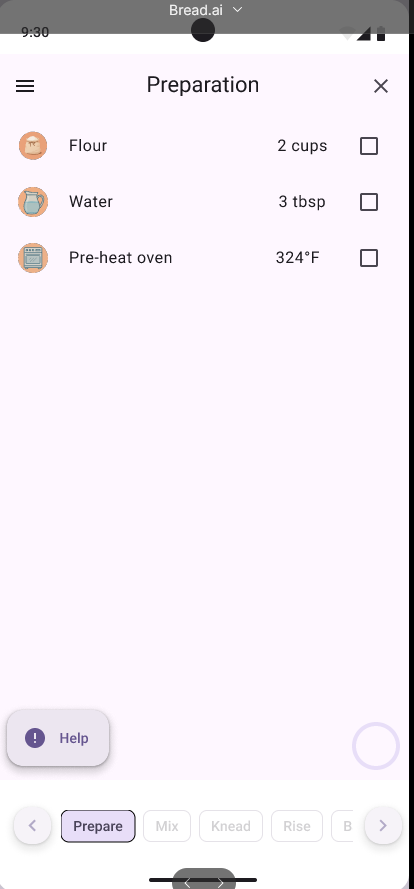 Bread.ai
9:30
Preparation
Flour 2 cups
Water 3 tbsp
Pre-heat oven 324°F
! Help
Prepare Mix Knead Rise B